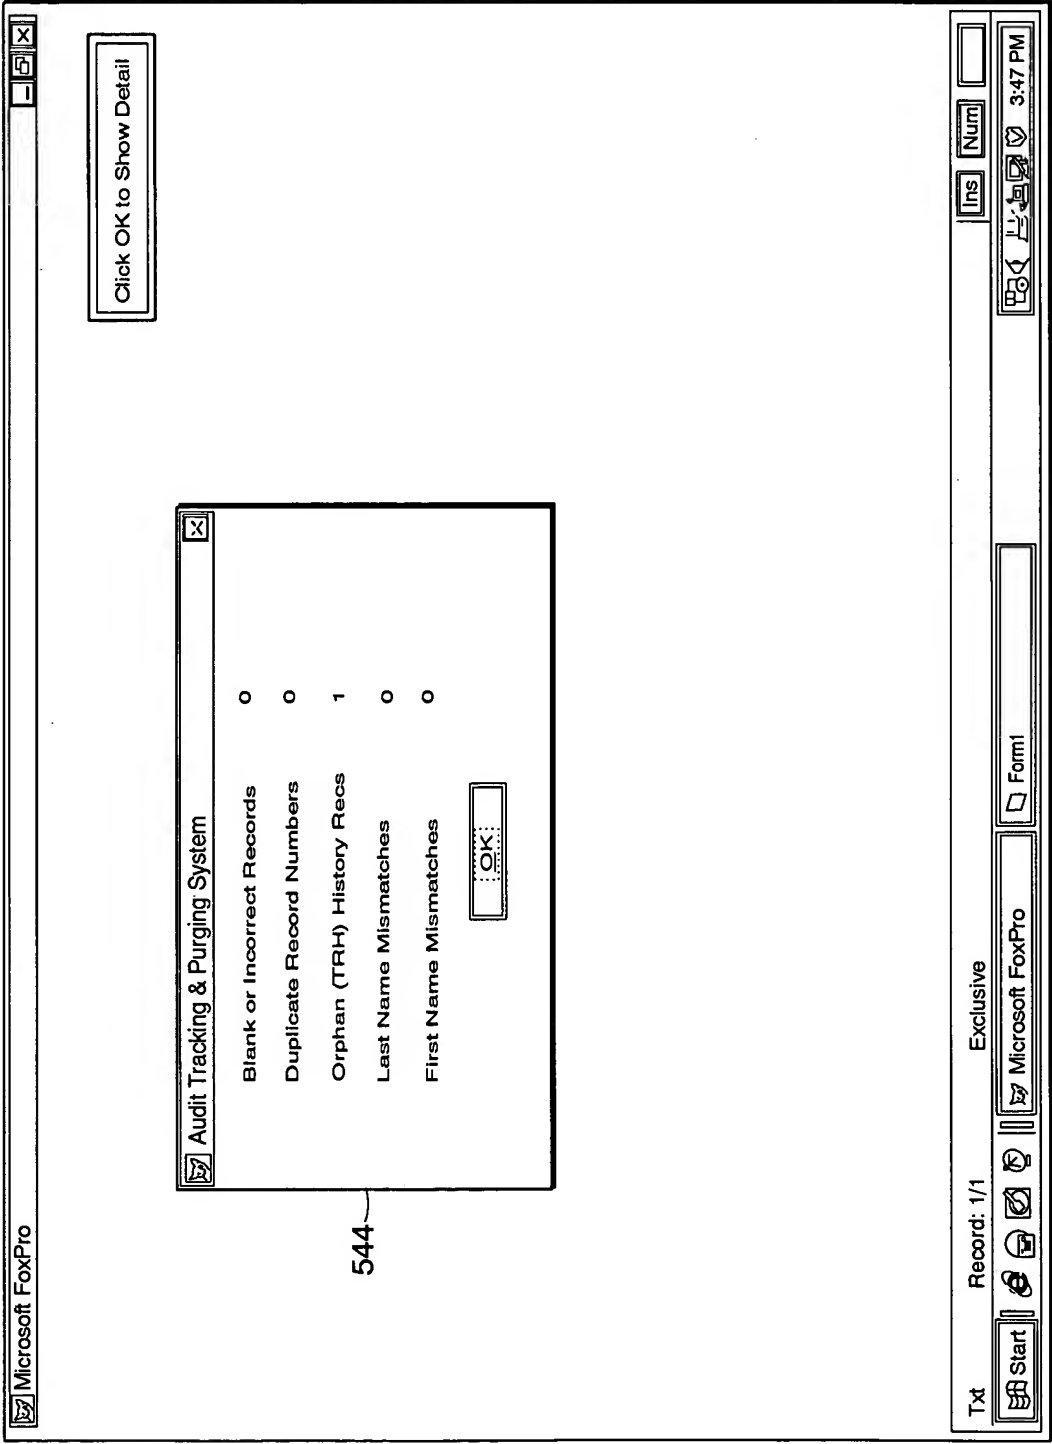 Microsoft FoxPro
Click OK to Show Detail
Audit Tracking & Purging System
Blank or Incorrect Records 0
Duplicate Record Numbers 0
Orphan (TRH) History Recs 1
Last Name Mismatches 0
First Name Mismatches 0
OK
544
Txt Record: 1/1 Exclusive Ins Num
Start Microsoft FoxPro Form1 3:47 PM